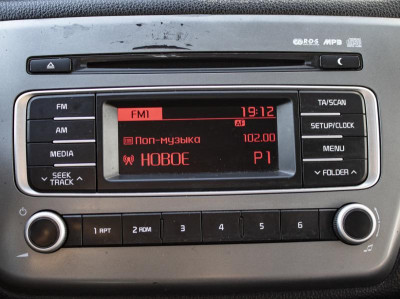 RDS MP3
FM
FM1 19:12
TA/SCAN
AF
AM
Поп-музыка 102.00
SETUP/CLOCK
MEDIA
НОВОЕ P1
MENU
SEEK
TRACK
FOLDER
1 RPT 2 RDM 3 4 5 6